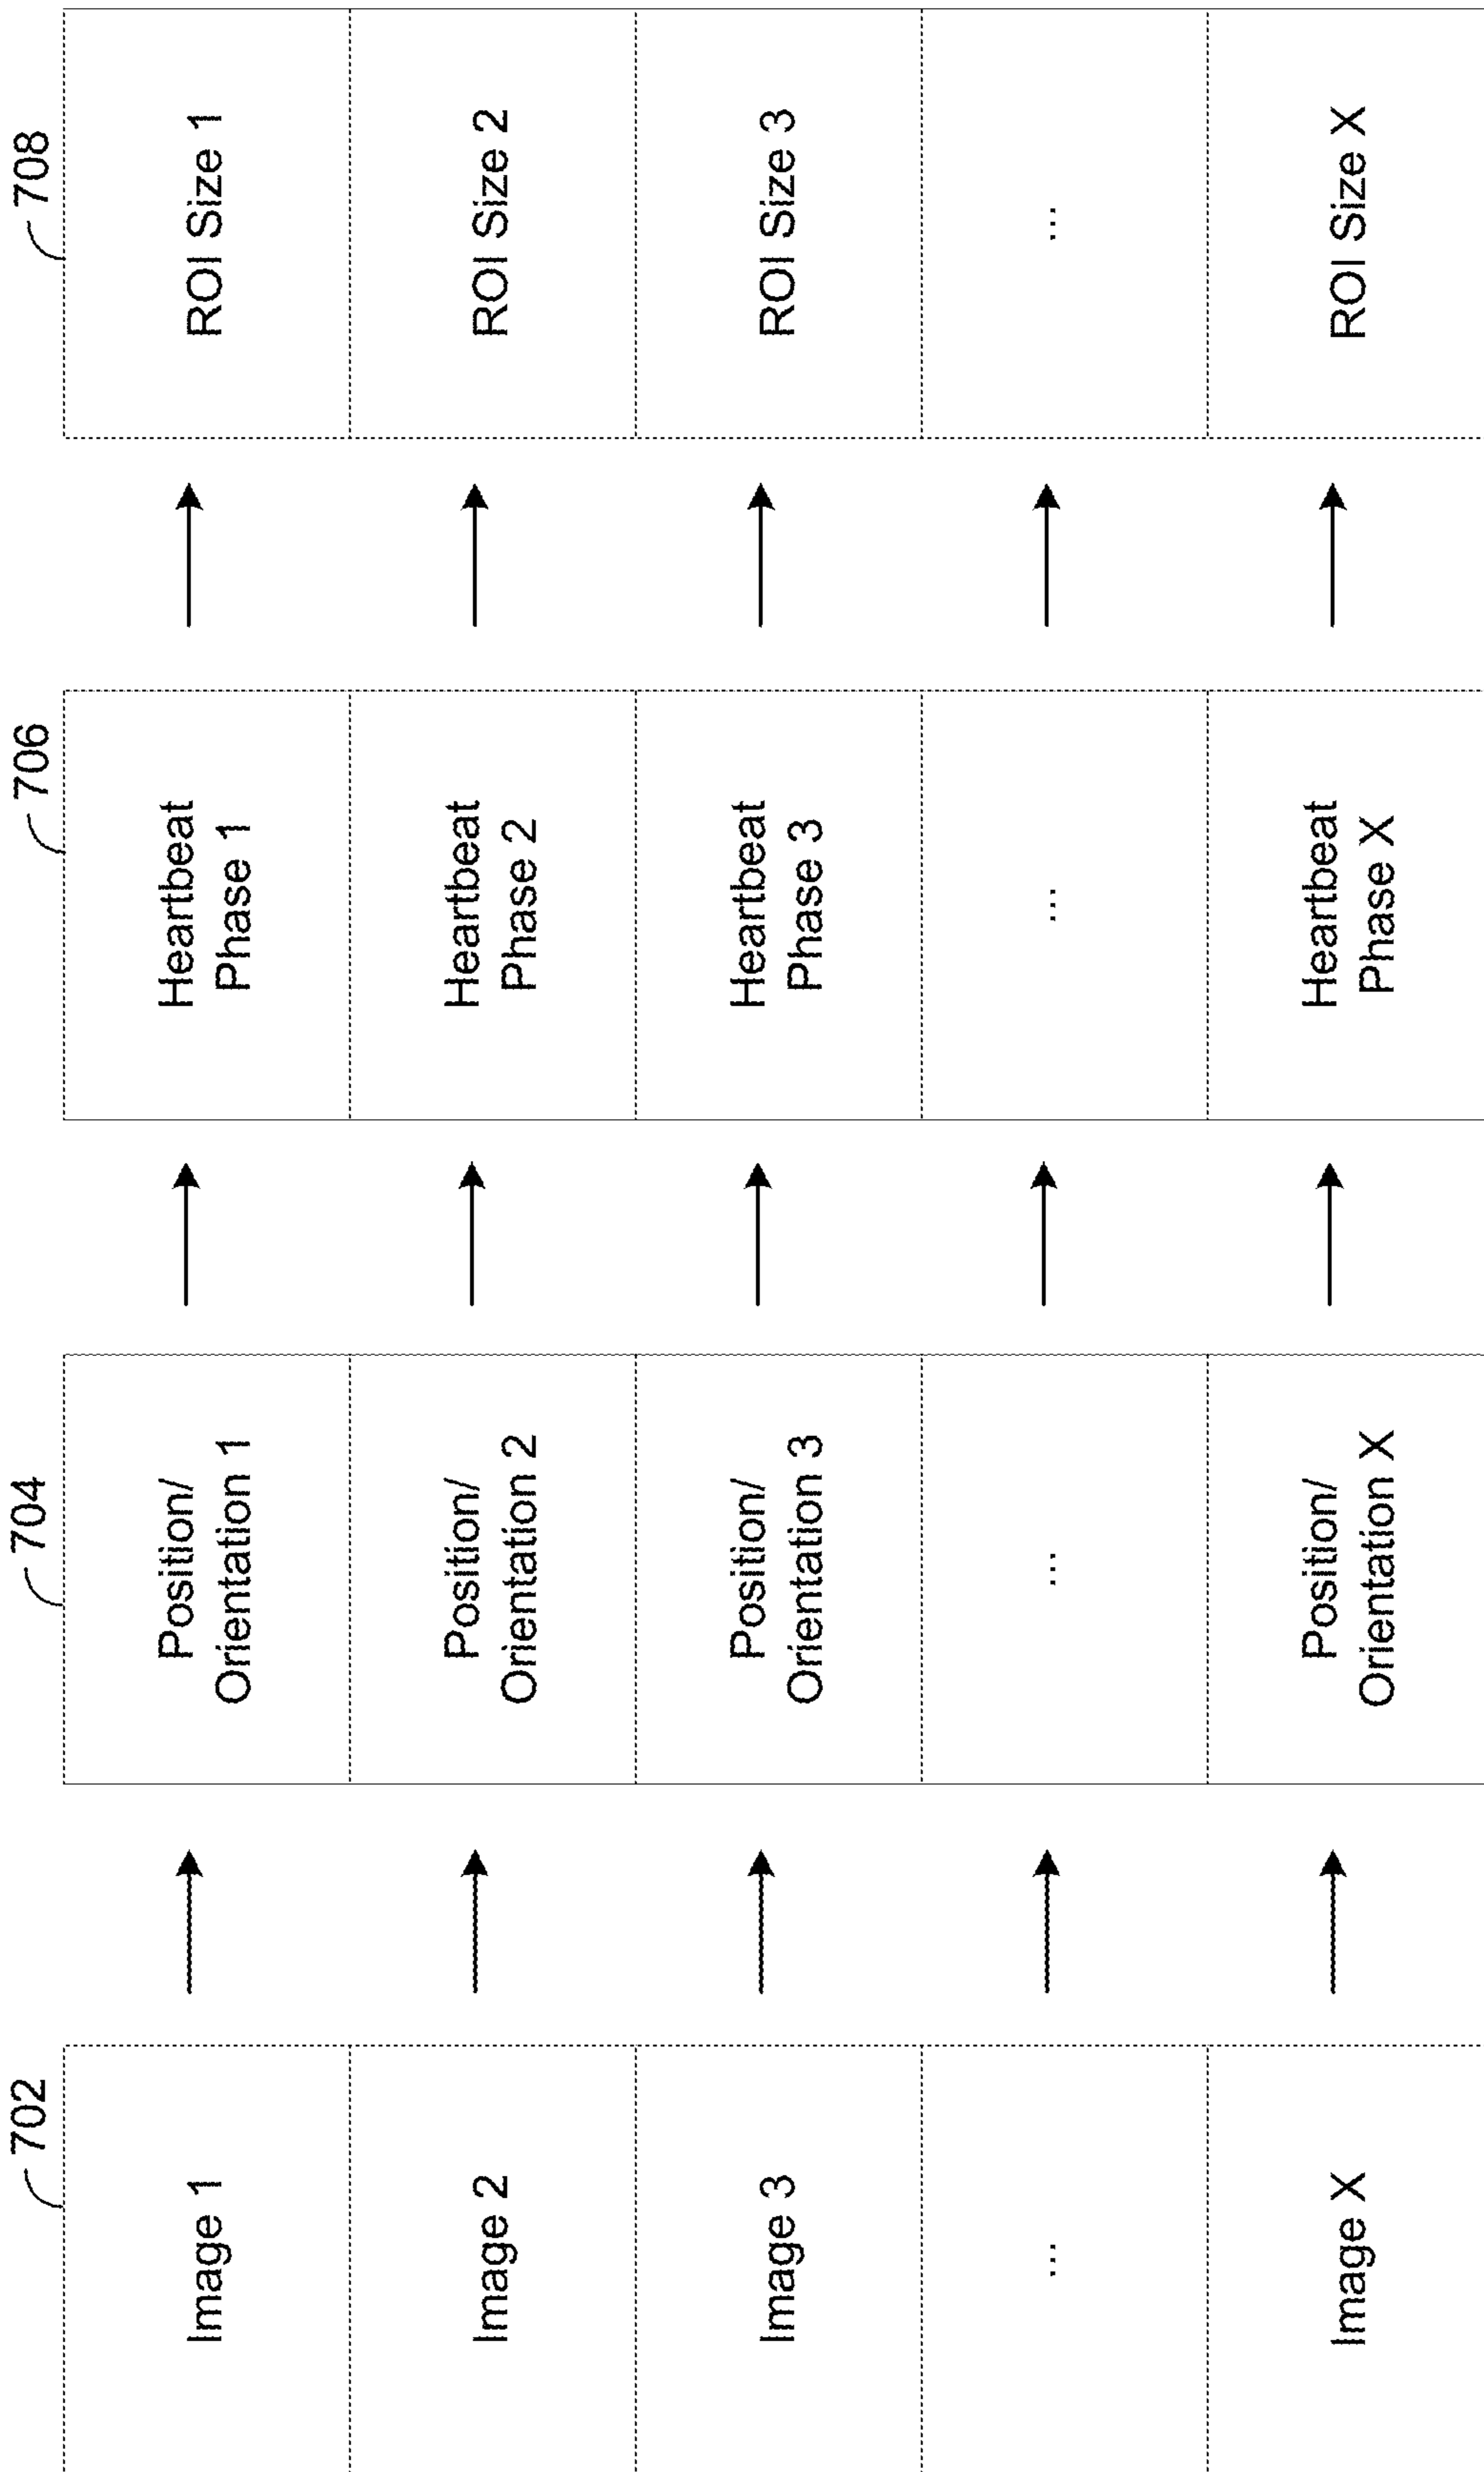 702
704
706
708
Image 1
Position/
Orientation 1
Heartbeat
Phase 1
ROI Size 1
Image 2
Position/
Orientation 2
Heartbeat
Phase 2
ROI Size 2
Image 3
Position/
Orientation 3
Heartbeat
Phase 3
ROI Size 3
...
...
...
...
Image X
Position/
Orientation X
Heartbeat
Phase X
ROI Size X